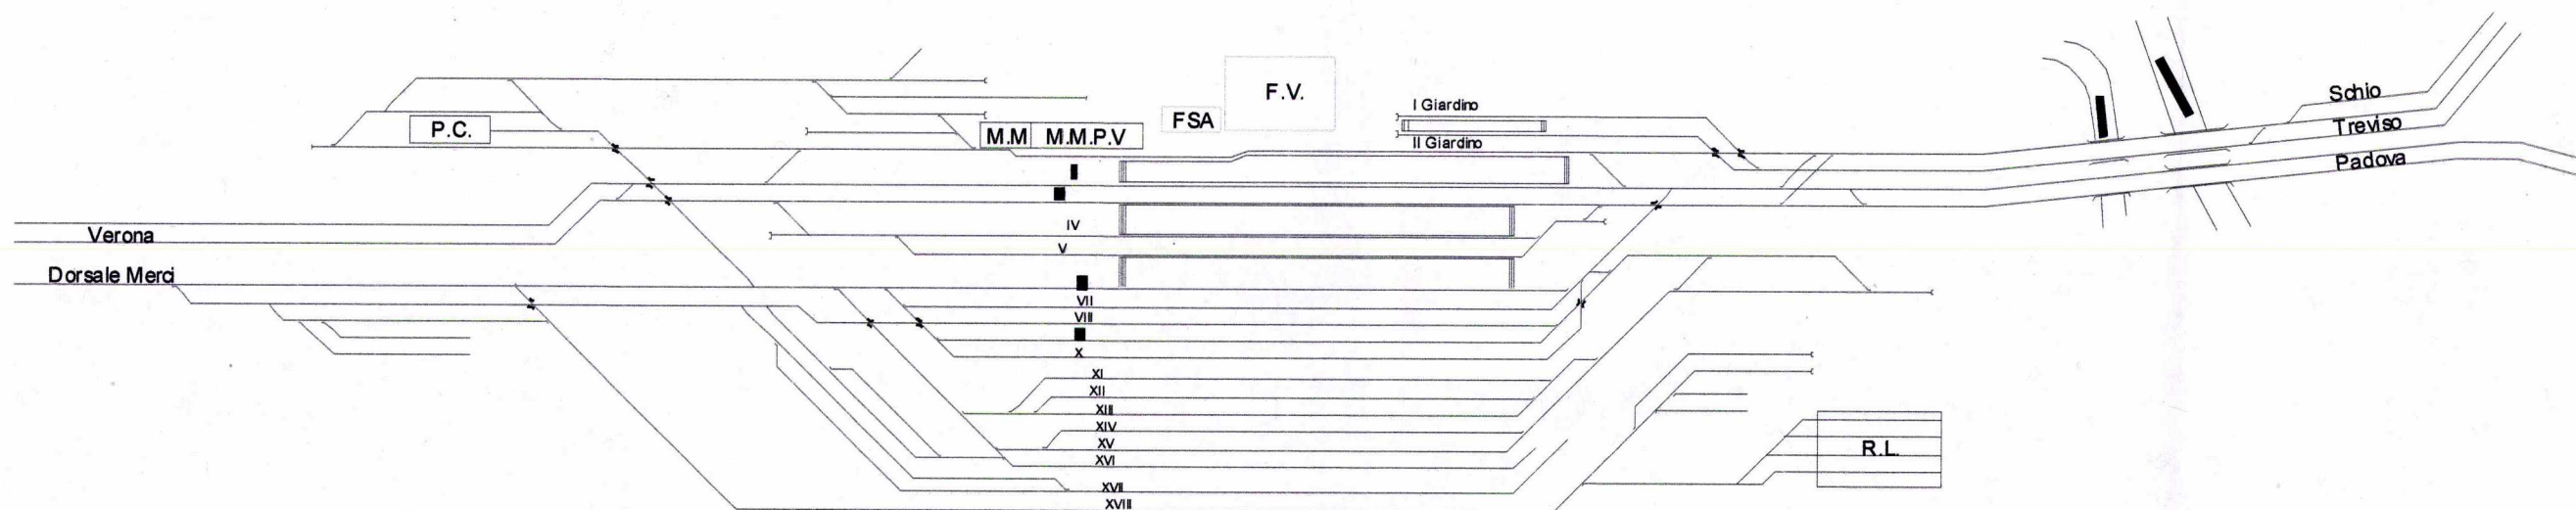 P.C.
M.M
M.M.P.V
FSA
F.V.
I Giardino
II Giardino
Schio
Treviso
Padova
Verona
Dorsale Merci
IV
V
VII
VIII
X
XI
XII
XIII
XIV
XV
XVI
XVII
XVIII
R.L.